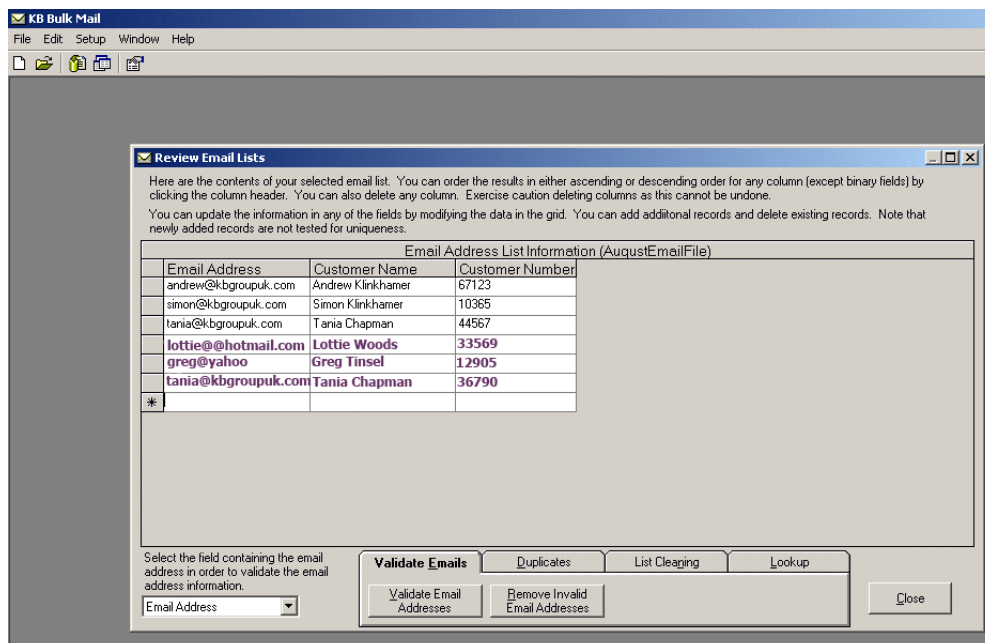 KB Bulk Mail
File Edit Setup Window Help
Review Email Lists
Here are the contents of your selected email list. You can order the results in either ascending or descending order for any column (except binary fields) by
clicking the column header. You can also delete any column. Exercise caution deleting columns as this cannot be undone.
You can update the information in any of the fields by modifying the data in the grid. You can add addiitonal records and delete existing records. Note that
newly added records are not tested for uniqueness.
Email Address List Information (AugustEmailFile)
Email Address Customer Name Customer Number
andrew@kbgroupuk.com Andrew Klinkhamer 67123
simon@kbgroupuk.com Simon Klinkhamer 10365
tania@kbgroupuk.com Tania Chapman 44567
lottie@@hotmail.com Lottie Woods 33569
greg@yahoo Greg Tinsel 12905
tania@kbgroupuk.com Tania Chapman 36790
Select the field containing the email
address in order to validate the email
address information.
Email Address
Validate Emails Duplicates List Cleaning Lookup
Validate Email
Addresses
Remove Invalid
Email Addresses
Close